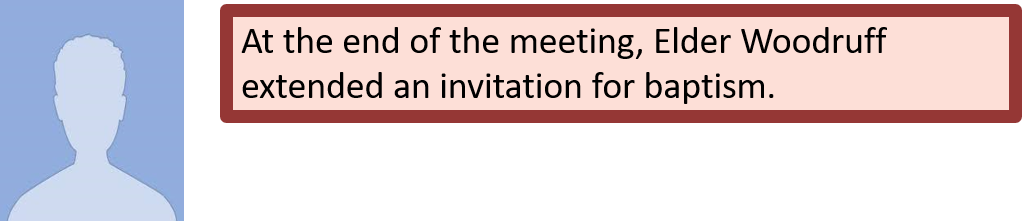 At the end of the meeting, Elder Woodruff
extended an invitation for baptism.